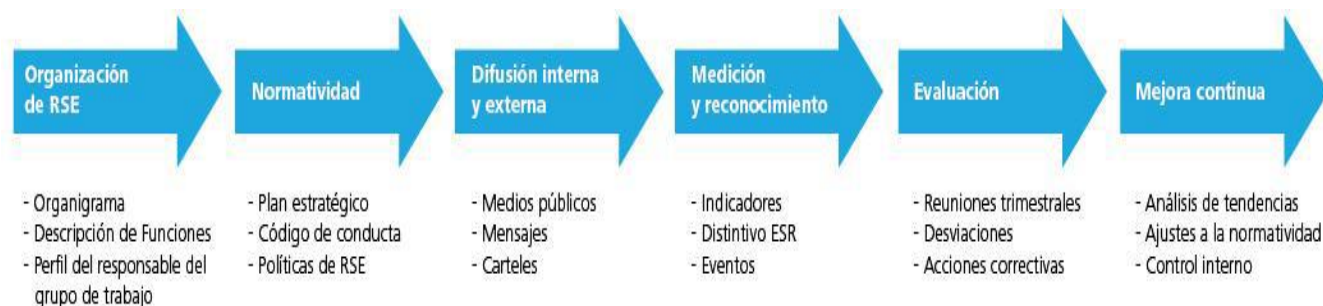 Organización
de RSE
Normatividad
Difusión interna
y externa
Medición
y reconocimiento
Evaluación
Mejora continua
- Organigrama
- Descripción de Funciones
- Perfil del responsable del
grupo de trabajo
- Plan estratégico
- Código de conducta
- Políticas de RSE
- Medios públicos
- Mensajes
- Carteles
- Indicadores
- Distintivo ESR
- Eventos
- Reuniones trimestrales
- Desviaciones
- Acciones correctivas
- Análisis de tendencias
- Ajustes a la normatividad
- Control interno